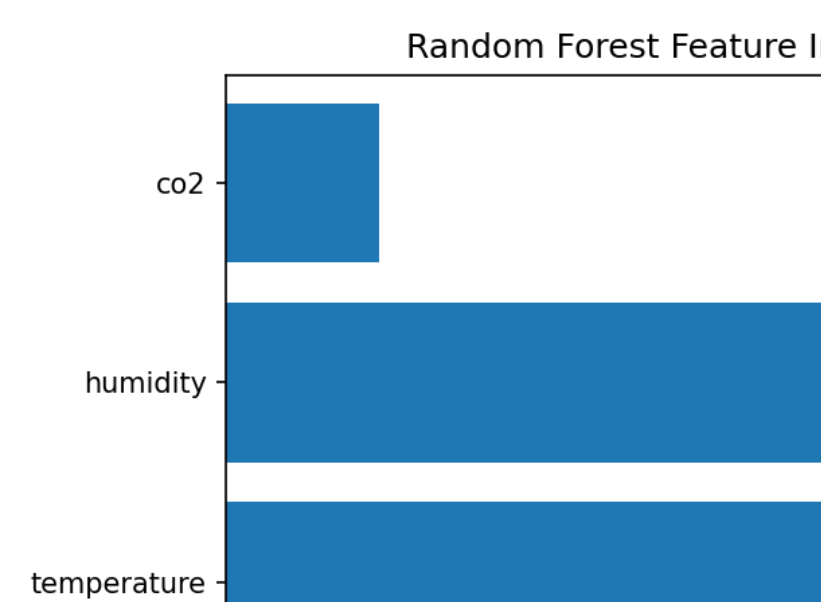 Random Forest Feature
co2
humidity
temperature